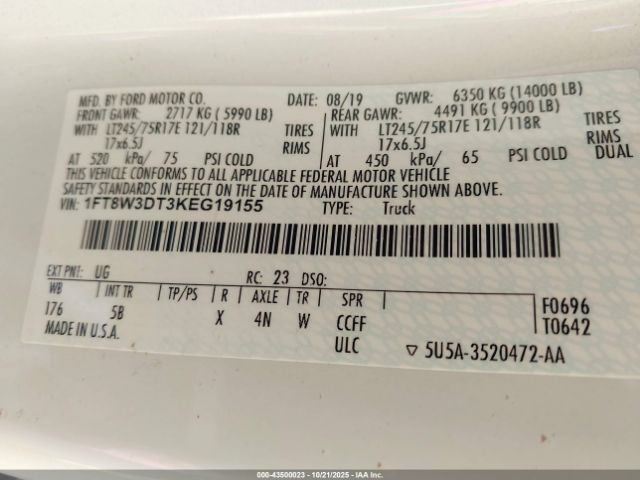 MFD. BY FORD MOTOR CO. DATE: 08/19 GVWR: 6350 KG (14000 LB)
FRONT GAWR: 2717 KG ( 5990 LB) REAR GAWR: 4491 KG ( 9900 LB)
WITH LT245/75R17E 121/118R TIRES WITH LT245/75R17E 121/118R TIRES
17x6.5J RIMS 17x6.5J RIMS
AT 520 kPa/ 75 PSI COLD AT 450 kPa/ 65 PSI COLD DUAL
THIS VEHICLE CONFORMS TO ALL APPLICABLE FEDERAL MOTOR VEHICLE
SAFETY STANDARDS IN EFFECT ON THE DATE OF MANUFACTURE SHOWN ABOVE.
VIN: 1FT8W3DT3KEG19155 TYPE: Truck
EXT PNT: UG RC: 23 DSO:
WB INT TR TP/PS R AXLE TR SPR F0696
176 5B X 4N W CCFF T0642
MADE IN U.S.A. ULC ▽ 5U5A-3520472-AA
000-43500023 - 10/21/2025 - Copyright IAA, Inc.